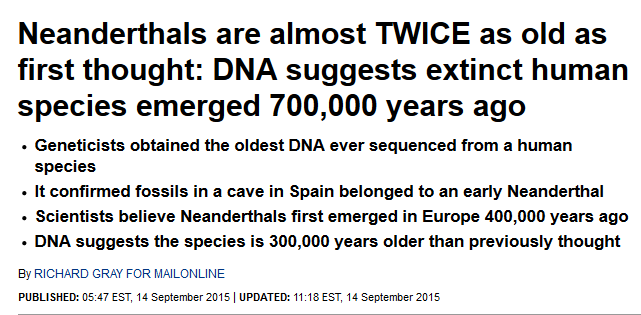 Neanderthals are almost TWICE as old as
first thought: DNA suggests extinct human
species emerged 700,000 years ago
• Geneticists obtained the oldest DNA ever sequenced from a human
species
• It confirmed fossils in a cave in Spain belonged to an early Neanderthal
• Scientists believe Neanderthals first emerged in Europe 400,000 years ago
• DNA suggests the species is 300,000 years older than previously thought
By RICHARD GRAY FOR MAILONLINE
PUBLISHED: 05:47 EST, 14 September 2015 | UPDATED: 11:18 EST, 14 September 2015